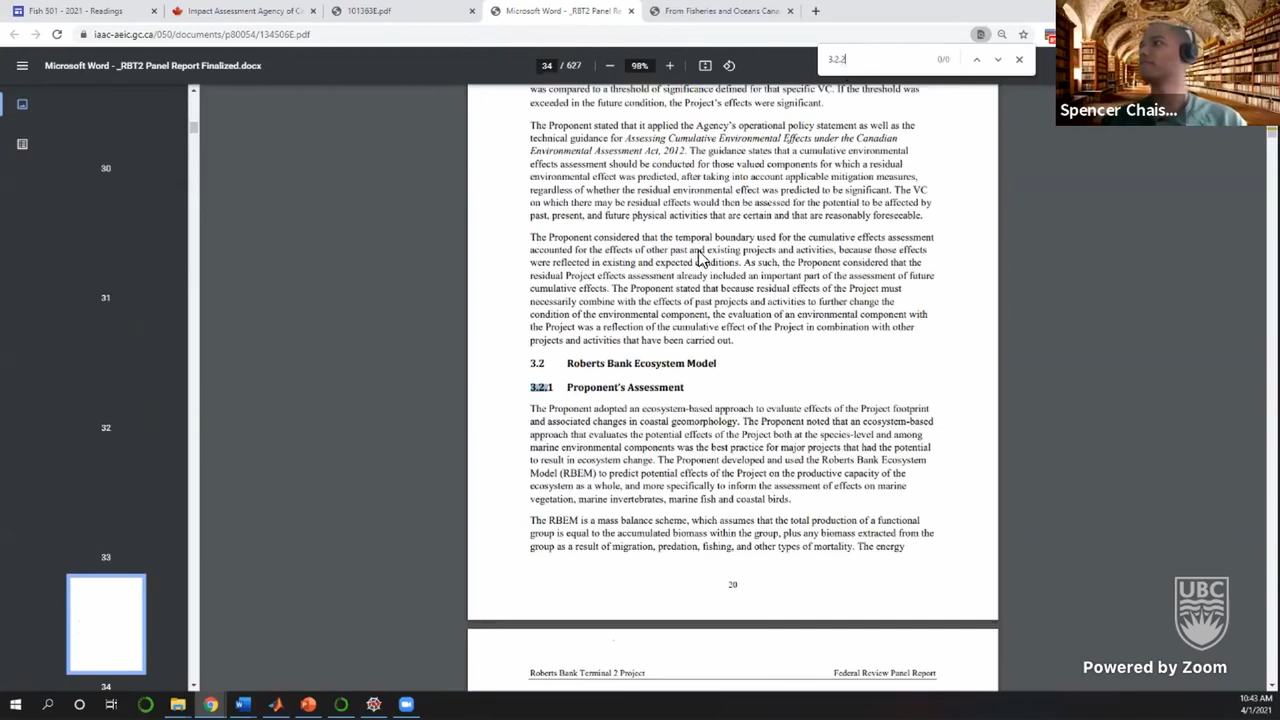 Fish 501 - 2021 - Readings
Impact Assessment Agency of C
101363E.pdf
Microsoft Word - _RBT2 Panel Re
From Fisheries and Oceans Cana
iaac-aeic.gc.ca/050/documents/p80054/134506E.pdf
Microsoft Word - _RBT2 Panel Report Finalized.docx
34 / 627
98%
3.2.2
0/0
Spencer Chais...
30
31
32
33
34
was compared to a threshold of significance defined for that specific VC. If the threshold was
exceeded in the future condition, the Project's effects were significant.
The Proponent stated that it applied the Agency's operational policy statement as well as the
technical guidance for Assessing Cumulative Environmental Effects under the Canadian
Environmental Assessment Act, 2012. The guidance states that a cumulative environmental
effects assessment should be conducted for those valued components for which a residual
environmental effect was predicted, after taking into account applicable mitigation measures,
regardless of whether the residual environmental effect was predicted to be significant. The VC
on which there may be residual effects would then be assessed for the potential to be affected by
past, present, and future physical activities that are certain and that are reasonably foreseeable.
The Proponent considered that the temporal boundary used for the cumulative effects assessment
accounted for the effects of other past and existing projects and activities, because those effects
were reflected in existing and expected conditions. As such, the Proponent considered that the
residual Project effects assessment already included an important part of the assessment of future
cumulative effects. The Proponent stated that because residual effects of the Project must
necessarily combine with the effects of past projects and activities to further change the
condition of the environmental component, the evaluation of an environmental component with
the Project was a reflection of the cumulative effect of the Project in combination with other
projects and activities that have been carried out.
3.2 Roberts Bank Ecosystem Model
3.2.1 Proponent's Assessment
The Proponent adopted an ecosystem-based approach to evaluate effects of the Project footprint
and associated changes in coastal geomorphology. The Proponent noted that an ecosystem-based
approach that evaluates the potential effects of the Project both at the species-level and among
marine environmental components was the best practice for major projects that had the potential
to result in ecosystem change. The Proponent developed and used the Roberts Bank Ecosystem
Model (RBEM) to predict potential effects of the Project on the productive capacity of the
ecosystem as a whole, and more specifically to inform the assessment of effects on marine
vegetation, marine invertebrates, marine fish and coastal birds.
The RBEM is a mass balance scheme, which assumes that the total production of a functional
group is equal to the accumulated biomass within the group, plus any biomass extracted from the
group as a result of migration, predation, fishing, and other types of mortality. The energy
20
Roberts Bank Terminal 2 Project
Federal Review Panel Report
UBC
Powered by Zoom
10:43 AM
4/1/2021